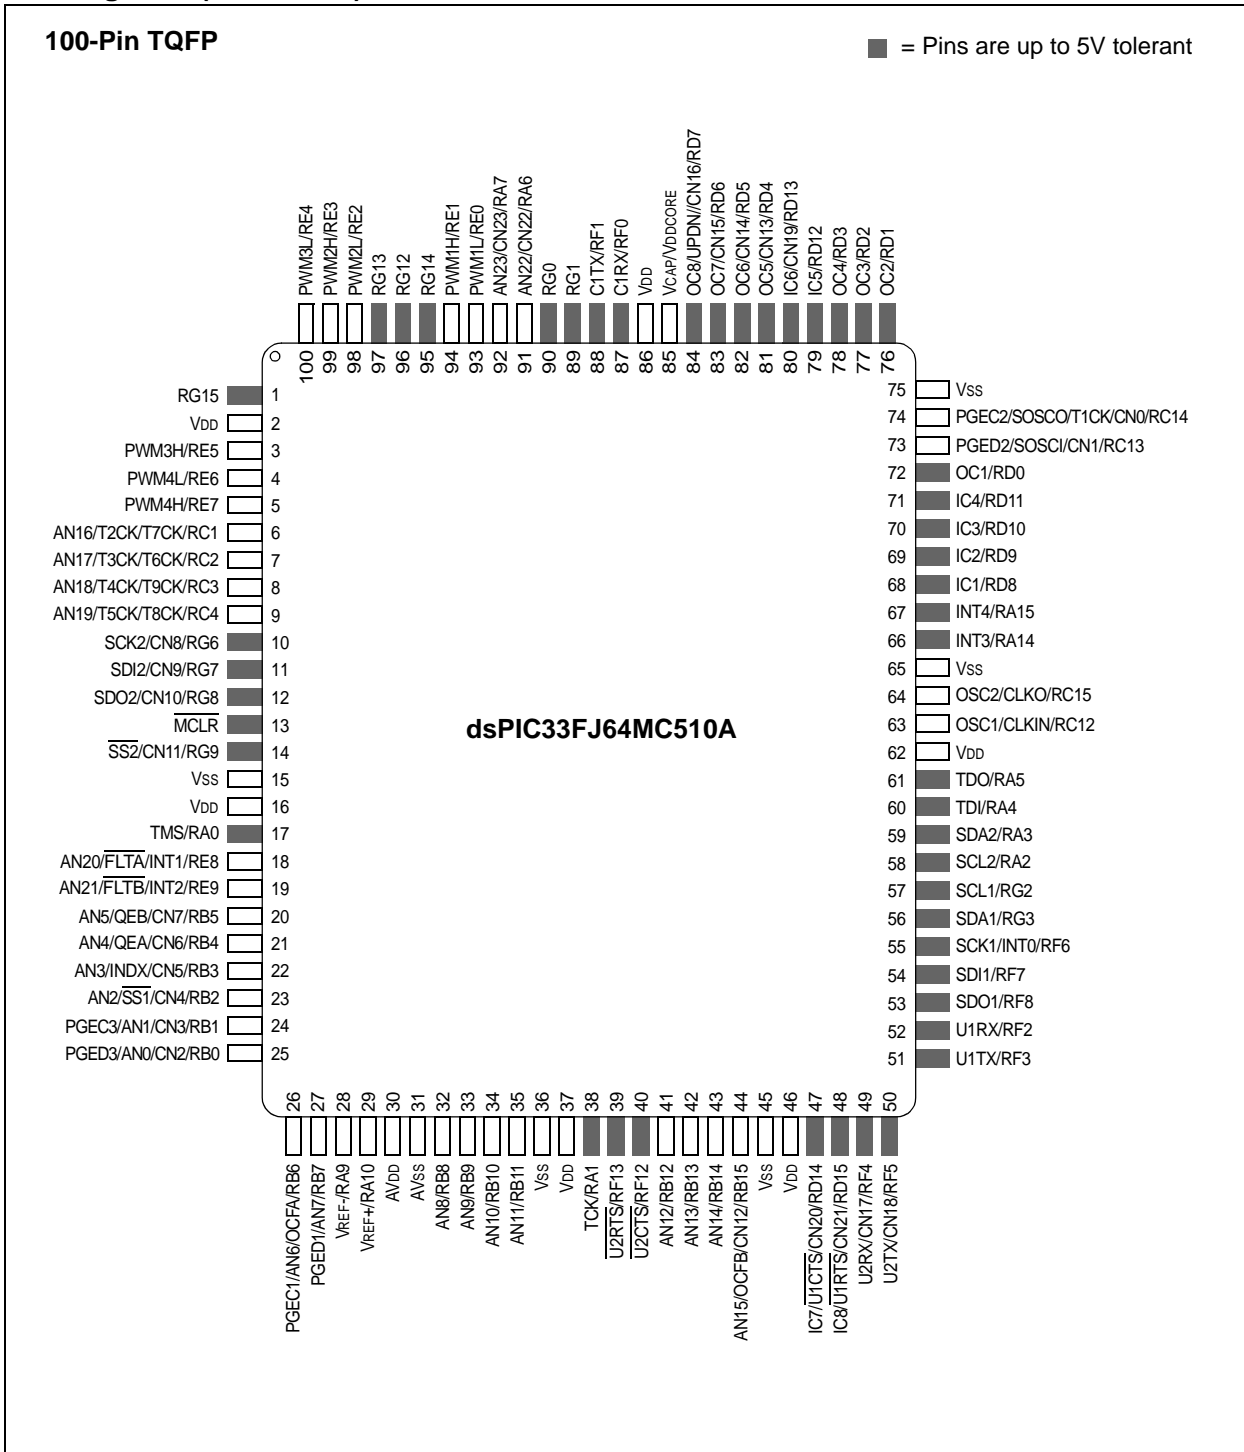 100-Pin TQFP
= Pins are up to 5V tolerant
PWM3L/RE4
PWM2H/RE3
PWM2L/RE2
RG13
RG12
RG14
PWM1H/RE1
PWM1L/RE0
AN23/CN23/RA7
AN22/CN22/RA6
RG0
RG1
C1TX/RF1
C1RX/RF0
VDD
VCAP/VDDCORE
OC8/UPDN//CN16/RD7
OC7/CN15/RD6
OC6/CN14/RD5
OC5/CN13/RD4
IC6/CN19/RD13
IC5/RD12
OC4/RD3
OC3/RD2
OC2/RD1
100
99
98
97
96
95
94
93
92
91
90
89
88
87
86
85
84
83
82
81
80
79
78
77
76
RG15 1
VDD 2
PWM3H/RE5 3
PWM4L/RE6 4
PWM4H/RE7 5
AN16/T2CK/T7CK/RC1 6
AN17/T3CK/T6CK/RC2 7
AN18/T4CK/T9CK/RC3 8
AN19/T5CK/T8CK/RC4 9
SCK2/CN8/RG6 10
SDI2/CN9/RG7 11
SDO2/CN10/RG8 12
MCLR 13
SS2/CN11/RG9 14
VSS 15
VDD 16
TMS/RA0 17
AN20/FLTA/INT1/RE8 18
AN21/FLTB/INT2/RE9 19
AN5/QEB/CN7/RB5 20
AN4/QEA/CN6/RB4 21
AN3/INDX/CN5/RB3 22
AN2/SS1/CN4/RB2 23
PGEC3/AN1/CN3/RB1 24
PGED3/AN0/CN2/RB0 25
dsPIC33FJ64MC510A
75 VSS
74 PGEC2/SOSCO/T1CK/CN0/RC14
73 PGED2/SOSCI/CN1/RC13
72 OC1/RD0
71 IC4/RD11
70 IC3/RD10
69 IC2/RD9
68 IC1/RD8
67 INT4/RA15
66 INT3/RA14
65 VSS
64 OSC2/CLKO/RC15
63 OSC1/CLKIN/RC12
62 VDD
61 TDO/RA5
60 TDI/RA4
59 SDA2/RA3
58 SCL2/RA2
57 SCL1/RG2
56 SDA1/RG3
55 SCK1/INT0/RF6
54 SDI1/RF7
53 SDO1/RF8
52 U1RX/RF2
51 U1TX/RF3
26
27
28
29
30
31
32
33
34
35
36
37
38
39
40
41
42
43
44
45
46
47
48
49
50
PGEC1/AN6/OCFA/RB6
PGED1/AN7/RB7
VREF-/RA9
VREF+/RA10
AVDD
AVSS
AN8/RB8
AN9/RB9
AN10/RB10
AN11/RB11
VSS
VDD
TCK/RA1
U2RTS/RF13
U2CTS/RF12
AN12/RB12
AN13/RB13
AN14/RB14
AN15/OCFB/CN12/RB15
VSS
VDD
IC7/U1CTS/CN20/RD14
IC8/U1RTS/CN21/RD15
U2RX/CN17/RF4
U2TX/CN18/RF5